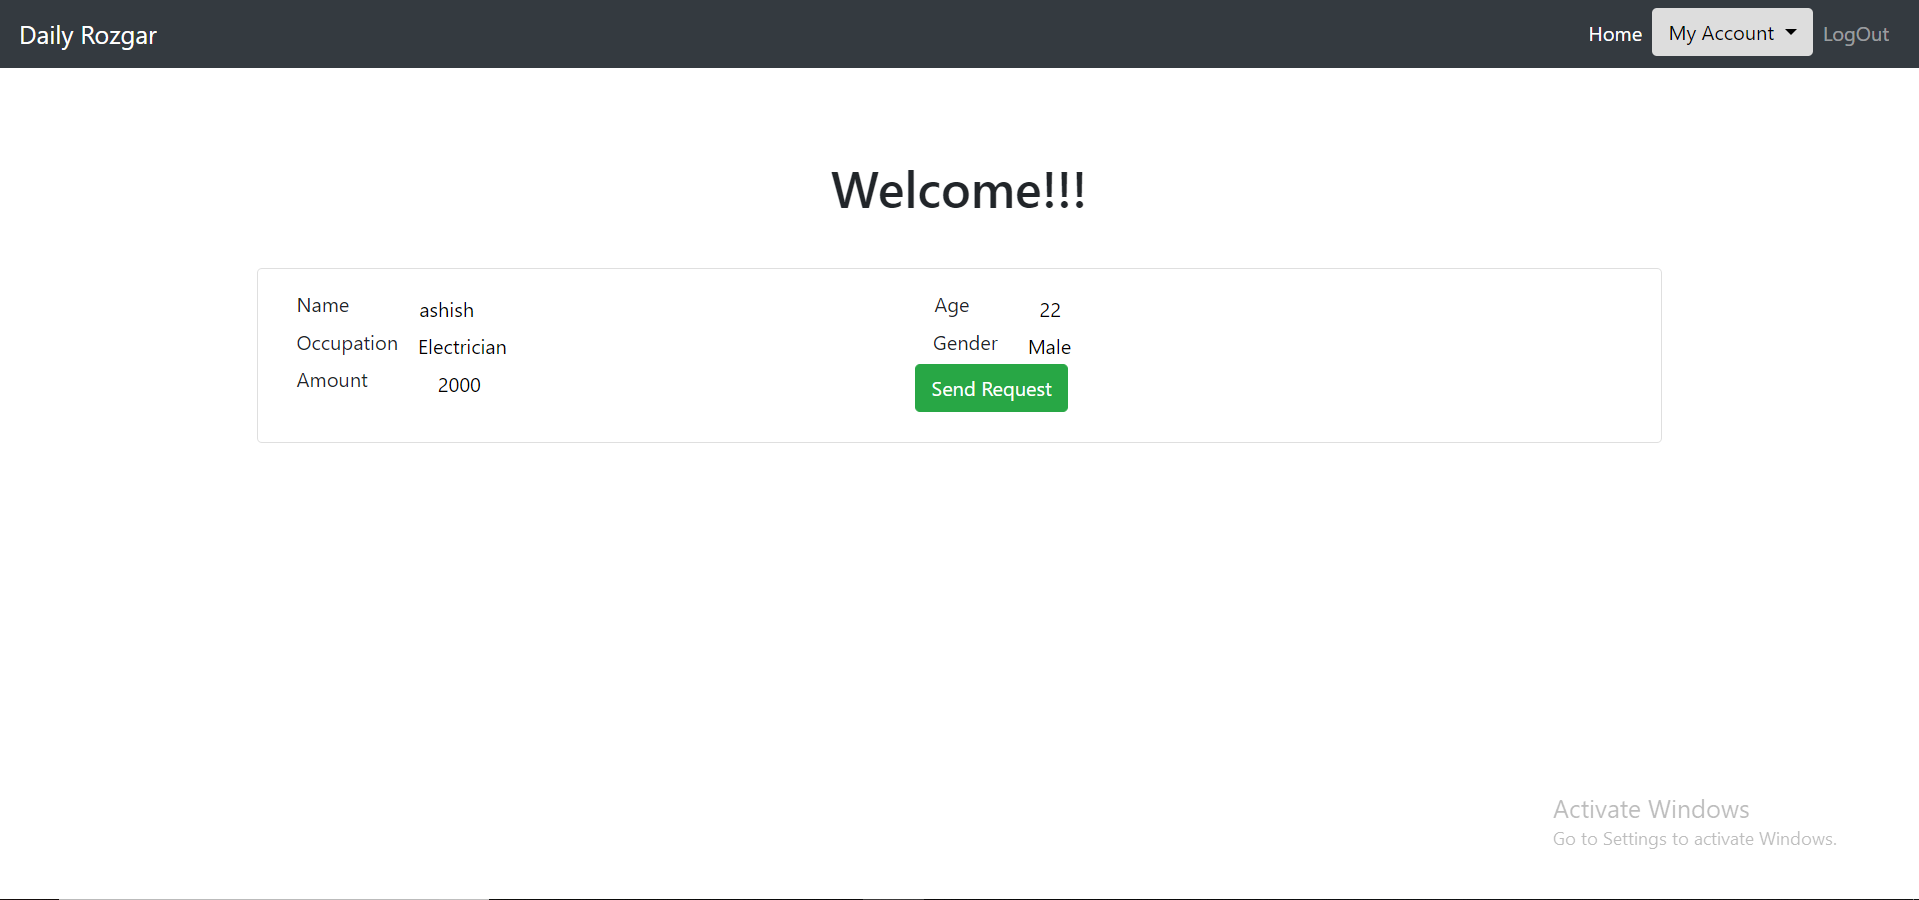 Daily Rozgar Home My Account LogOut
Welcome!!!
Name ashish Age 22
Occupation Electrician Gender Male
Amount 2000 Send Request
Activate Windows
Go to Settings to activate Windows.